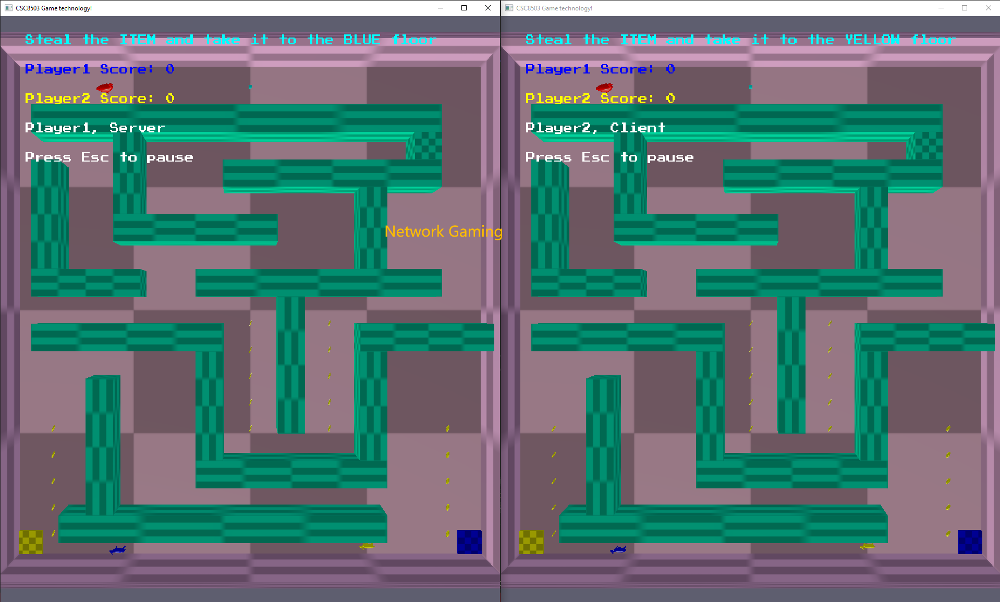 CSC8503 Game technology!
Steal the ITEM and take it to the BLUE floor
Player1 Score: 0
Player2 Score: 0
Player1, Server
Press Esc to pause
Network Gaming
CSC8503 Game technology!
Steal the ITEM and take it to the YELLOW floor
Player1 Score: 0
Player2 Score: 0
Player2, Client
Press Esc to pause